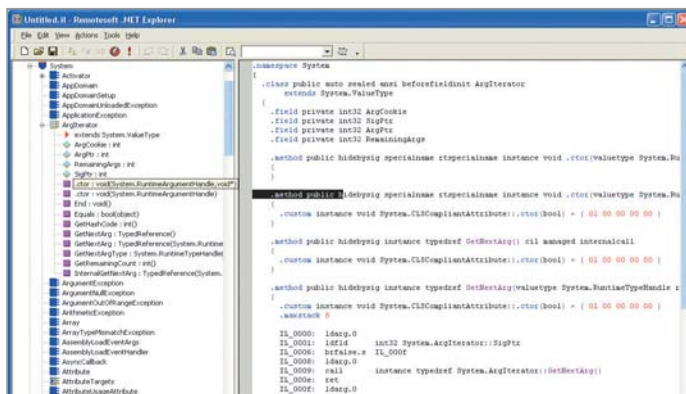 Untitled.il - Remotesoft .NET Explorer
File Edit View Actions Tools Help
System
Activator
AppDomain
AppDomainSetup
AppDomainUnloadedException
ApplicationException
ArgIterator
extends System.ValueType
ArgCookie : int
ArgPtr : int
RemainingArgs : int
SigPtr : int
.ctor : void(System.RuntimeArgumentHandle,void*)
.ctor : void(System.RuntimeArgumentHandle)
End : void()
Equals : bool(object)
GetHashCode : int()
GetNextArg : TypedReference()
GetNextArg : TypedReference(System.Runtime
GetNextArgType : System.RuntimeTypeHandle(
GetRemainingCount : int()
InternalGetNextArg : TypedReference(System.
ArgumentException
ArgumentNullException
ArgumentOutOfRangeException
ArithmeticException
Array
ArrayTypeMismatchException
AssemblyLoadEventArgs
AssemblyLoadEventHandler
AsyncCallback
Attribute
AttributeTargets
AttributeUsageAttribute
.namespace System
{
.class public auto sealed ansi beforefieldinit ArgIterator
extends System.ValueType
{
.field private int32 ArgCookie
.field private int32 SigPtr
.field private int32 ArgPtr
.field private int32 RemainingArgs
.method public hidebysig specialname rtspecialname instance void .ctor(valuetype System.Ru
{
}
.method public hidebysig specialname rtspecialname instance void .ctor(valuetype System.Ru
{
.custom instance void System.CLSCompliantAttribute::.ctor(bool) = ( 01 00 00 00 00 )
}
.method public hidebysig instance typedref GetNextArg() cil managed internalcall
{
.custom instance void System.CLSCompliantAttribute::.ctor(bool) = ( 01 00 00 00 00 )
}
.method public hidebysig instance typedref GetNextArg(valuetype System.RuntimeTypeHandle r
{
.custom instance void System.CLSCompliantAttribute::.ctor(bool) = ( 01 00 00 00 00 )
.maxstack 8
IL_0000: ldarg.0
IL_0001: ldfld int32 System.ArgIterator::SigPtr
IL_0006: brfalse.s IL_000f
IL_0008: ldarg.0
IL_0009: call instance typedref System.ArgIterator::GetNextArg()
IL_000e: ret
IL_000f: ldarg.0